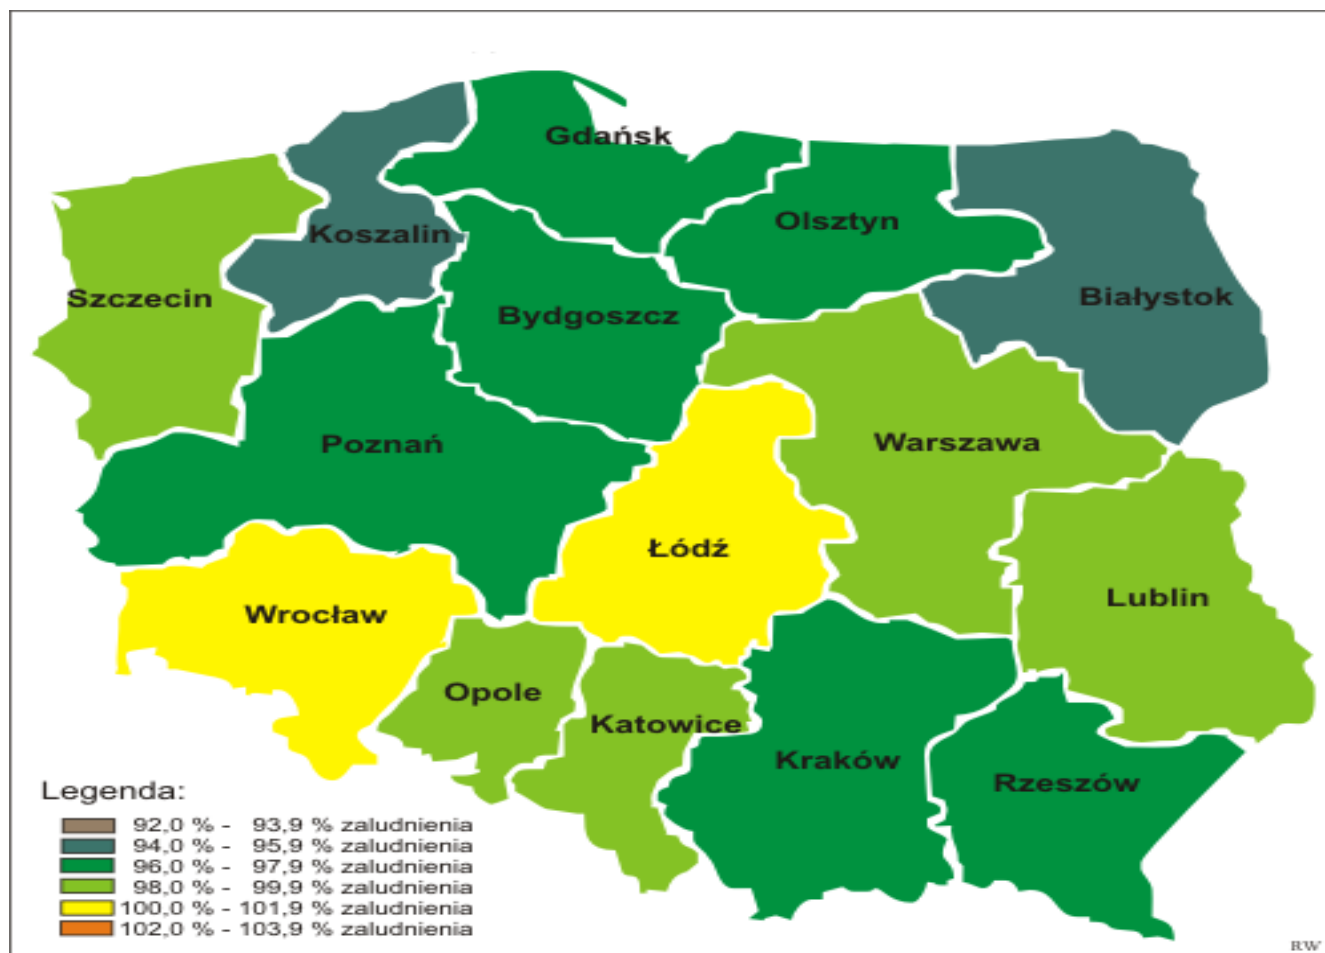 Gdańsk
Olsztyn
Koszalin
Szczecin
Białystok
Bydgoszcz
Poznań
Warszawa
Łódź
Lublin
Wrocław
Opole
Katowice
Kraków
Rzeszów
Legenda:
92,0 % - 93,9 % zaludnienia
94,0 % - 95,9 % zaludnienia
96,0 % - 97,9 % zaludnienia
98,0 % - 99,9 % zaludnienia
100,0 % - 101,9 % zaludnienia
102,0 % - 103,9 % zaludnienia
RW